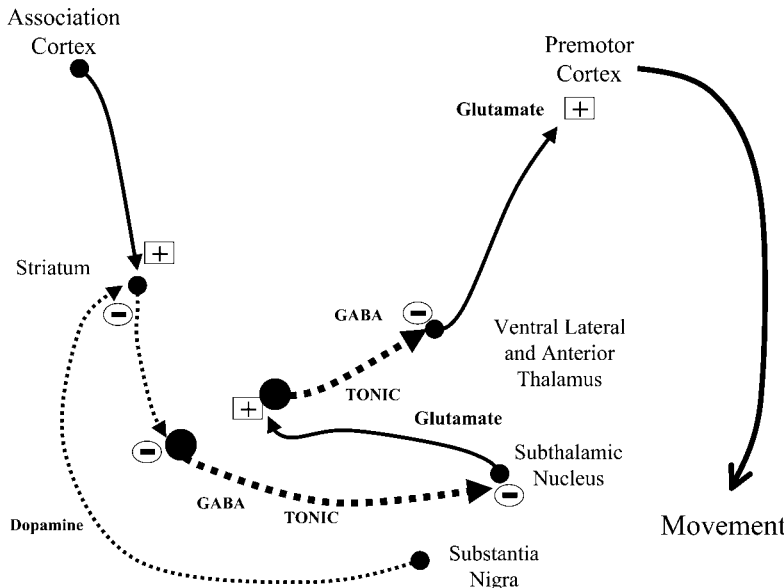 Association
Cortex
Premotor
Cortex
Glutamate
+
+
Striatum
GABA
Ventral Lateral
and Anterior
Thalamus
TONIC
+
Glutamate
Subthalamic
Nucleus
GABA
TONIC
Dopamine
Movement
Substantia
Nigra